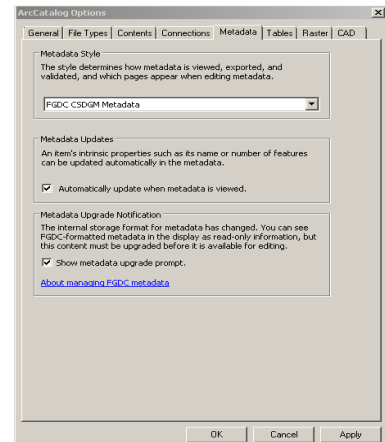 ArcCatalog Options
General File Types Contents Connections Metadata Tables Raster CAD
Metadata Style
The style determines how metadata is viewed, exported, and
validated, and which pages appear when editing metadata.
FGDC CSDGM Metadata
Metadata Updates
An item's intrinsic properties such as its name or number of features
can be updated automatically in the metadata.
Automatically update when metadata is viewed.
Metadata Upgrade Notification
The internal storage format for metadata has changed. You can see
FGDC-formatted metadata in the display as read-only information, but
this content must be upgraded before it is available for editing.
Show metadata upgrade prompt.
About managing FGDC metadata
OK Cancel Apply